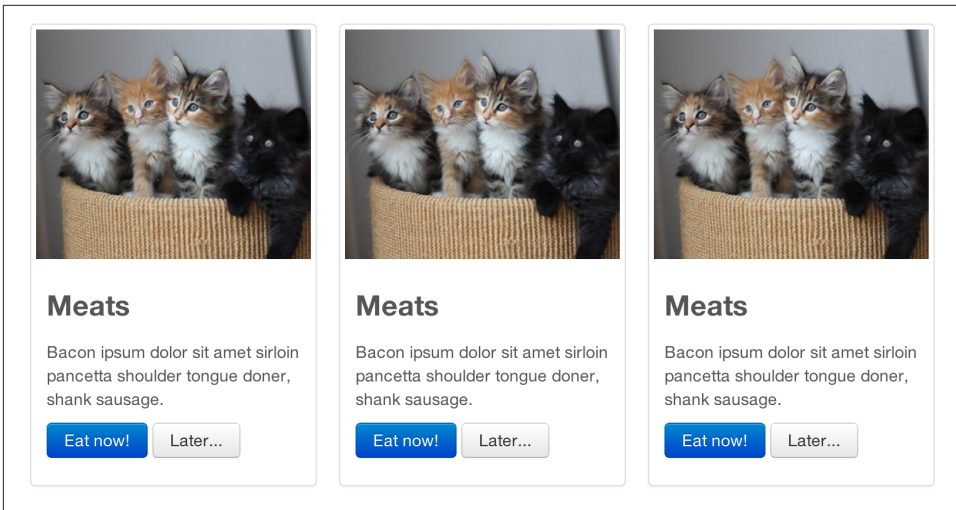 Meats
Bacon ipsum dolor sit amet sirloin
pancetta shoulder tongue doner,
shank sausage.
Eat now! Later...
Meats
Bacon ipsum dolor sit amet sirloin
pancetta shoulder tongue doner,
shank sausage.
Eat now! Later...
Meats
Bacon ipsum dolor sit amet sirloin
pancetta shoulder tongue doner,
shank sausage.
Eat now! Later...